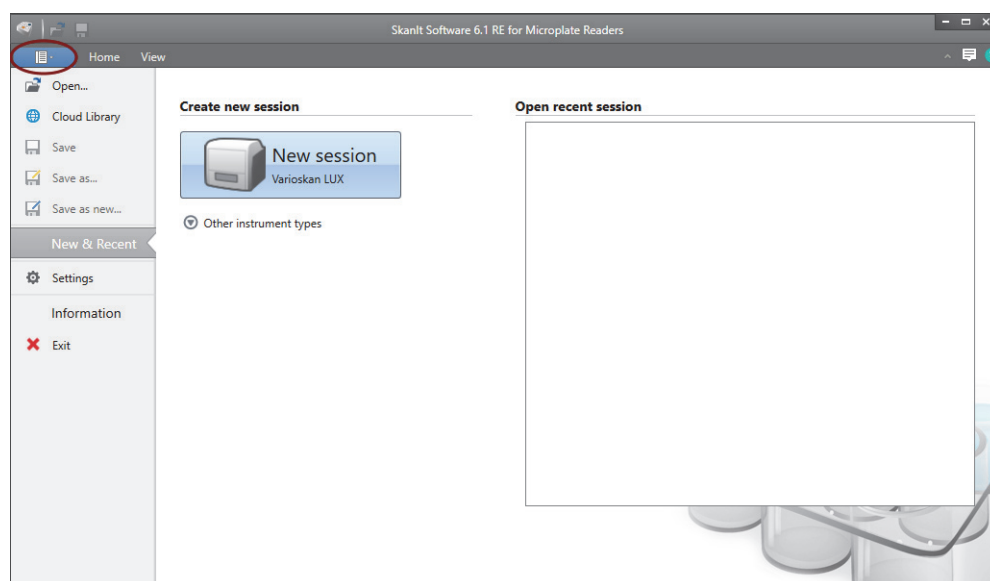 SkanIt Software 6.1 RE for Microplate Readers
Home View
Open...
Cloud Library
Save
Save as...
Save as new...
New & Recent
Settings
Information
Exit
Create new session
New session
Varioskan LUX
Other instrument types
Open recent session